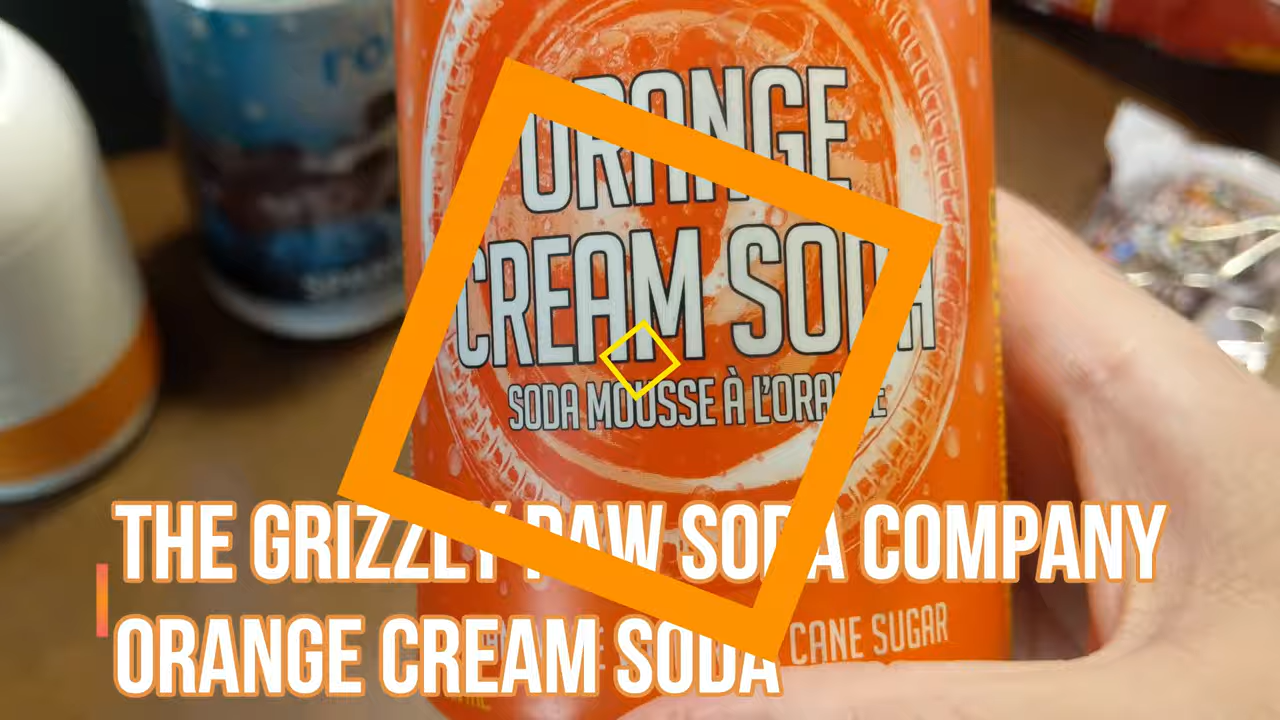 ORANGE
CREAM SODA
SODA MOUSSE À L'ORANGE
THE GRIZZLY PAW SODA COMPANY
CANE SUGAR
ORANGE CREAM SODA